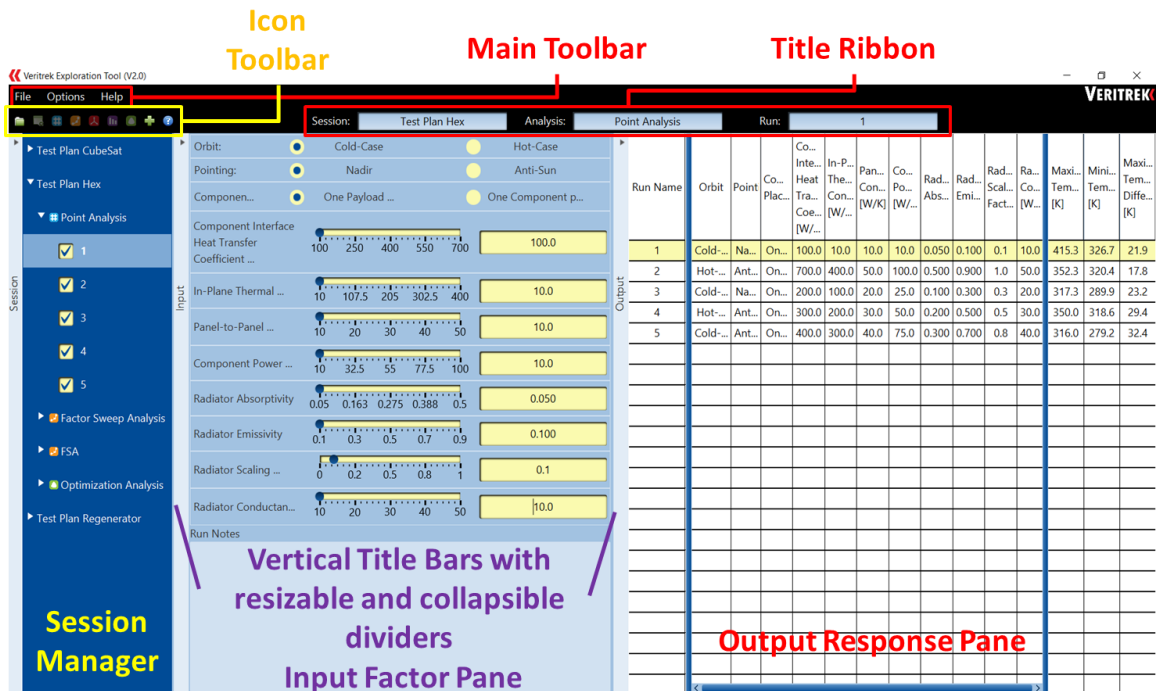 Icon
Toolbar
Main Toolbar
Title Ribbon
Veritrek Exploration Tool (V2.0)
File Options Help
VERITREK
Session: Test Plan Hex Analysis: Point Analysis Run: 1
Session
Test Plan CubeSat
Test Plan Hex
Point Analysis
1
2
3
4
5
Factor Sweep Analysis
FSA
Optimization Analysis
Test Plan Regenerator
Session
Manager
Input
Orbit: Cold-Case Hot-Case
Pointing: Nadir Anti-Sun
Componen... One Payload ... One Component p...
Component Interface
Heat Transfer
Coefficient ...
100 250 400 550 700
100.0
In-Plane Thermal ...
10 107.5 205 302.5 400
10.0
Panel-to-Panel ...
10 20 30 40 50
10.0
Component Power ...
10 32.5 55 77.5 100
10.0
Radiator Absorptivity
0.05 0.163 0.275 0.388 0.5
0.050
Radiator Emissivity
0.1 0.3 0.5 0.7 0.9
0.100
Radiator Scaling ...
0 0.2 0.5 0.8 1
0.1
Radiator Conductan...
10 20 30 40 50
10.0
Run Notes
Vertical Title Bars with
resizable and collapsible
dividers
Input Factor Pane
Output
Run Name
Orbit
Point
Co...
Plac...
Co...
Inte...
Heat
Tra...
Coe...
[W/...
In-P...
The...
Con...
[W/...
Pan...
Con...
[W/K]
Co...
Po...
[W/...
Rad...
Abs...
Rad...
Emi...
Rad...
Scal...
Fact...
Ra...
Co...
[W...
Maxi...
Tem...
[K]
Mini...
Tem...
[K]
Maxi...
Tem...
Diffe...
[K]
1 Cold-... Na... On... 100.0 10.0 10.0 10.0 0.050 0.100 0.1 10.0 415.3 326.7 21.9
2 Hot-... Ant... On... 700.0 400.0 50.0 100.0 0.500 0.900 1.0 50.0 352.3 320.4 17.8
3 Cold-... Na... On... 200.0 100.0 20.0 25.0 0.100 0.300 0.3 20.0 317.3 289.9 23.2
4 Hot-... Ant... On... 300.0 200.0 30.0 50.0 0.200 0.500 0.5 30.0 350.0 318.6 29.4
5 Cold-... Ant... On... 400.0 300.0 40.0 75.0 0.300 0.700 0.8 40.0 316.0 279.2 32.4
Output Response Pane